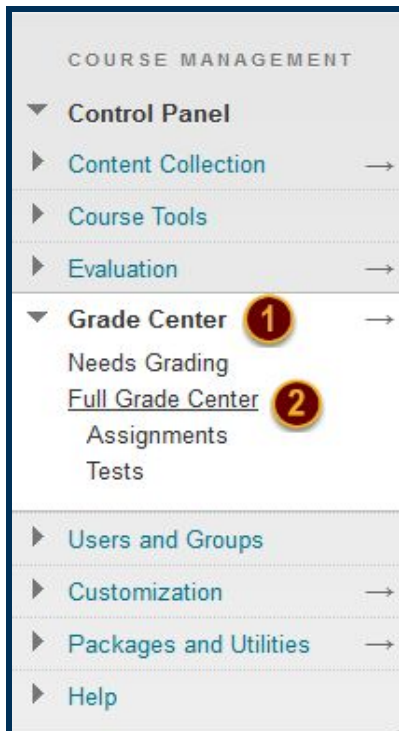 COURSE MANAGEMENT
Control Panel
Content Collection
Course Tools
Evaluation
Grade Center 1
Needs Grading
Full Grade Center 2
Assignments
Tests
Users and Groups
Customization
Packages and Utilities
Help